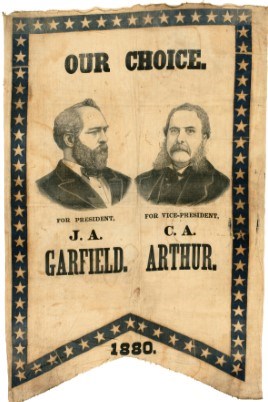 OUR CHOICE.
FOR PRESIDENT,
J. A.
GARFIELD.
FOR VICE-PRESIDENT,
C. A.
ARTHUR.
1880.